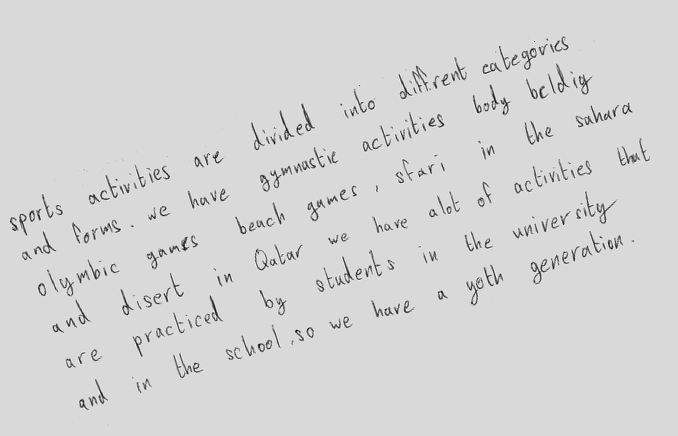 sports activities are divided into diffrent categories
and forms. we have gymnastic activities body beldig
olymbic games beach games, sfari in the sahara
and disert in Qatar we have alot of activities that
are practiced by students in the university
and in the school, so we have a yoth generation.